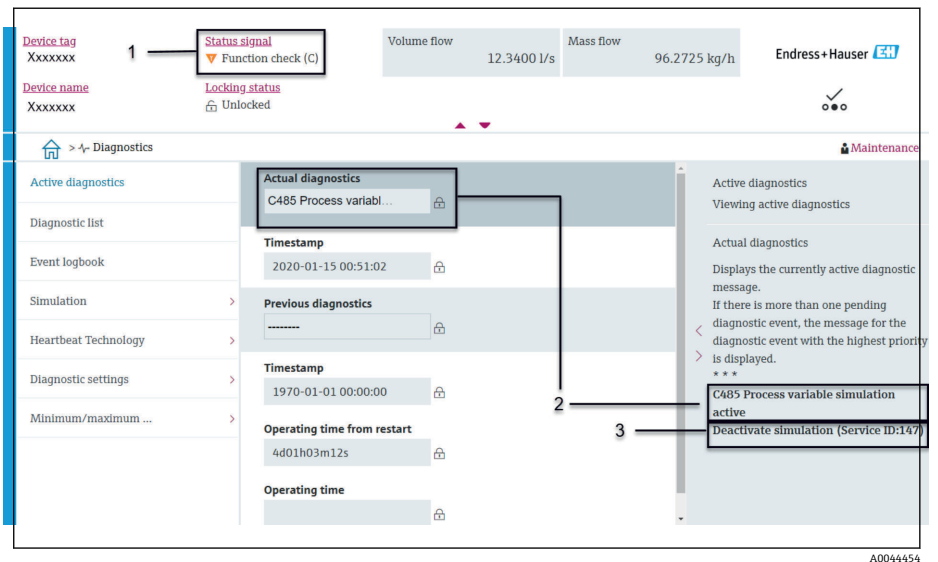 Device tag
Xxxxxxx
1
Status signal
Function check (C)
Volume flow
12.3400 l/s
Mass flow
96.2725 kg/h
Endress+Hauser EH
Device name
Xxxxxxx
Locking status
Unlocked
> Diagnostics
Maintenance
Active diagnostics
Diagnostic list
Event logbook
Simulation >
Heartbeat Technology >
Diagnostic settings >
Minimum/maximum ... >
Actual diagnostics
C485 Process variabl...
Timestamp
2020-01-15 00:51:02
Previous diagnostics
--------
Timestamp
1970-01-01 00:00:00
Operating time from restart
4d01h03m12s
Operating time
2
3
Active diagnostics
Viewing active diagnostics
Actual diagnostics
Displays the currently active diagnostic
message.
If there is more than one pending
diagnostic event, the message for the
diagnostic event with the highest priority
is displayed.
* * *
C485 Process variable simulation
active
Deactivate simulation (Service ID:147)
A0044454